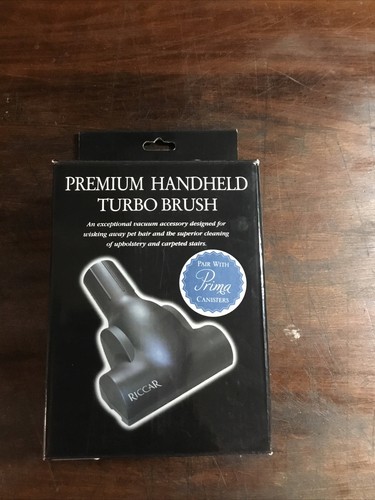 PREMIUM HANDHELD
TURBO BRUSH
An exceptional vacuum accessory designed for
wisking away pet hair and the superior cleaning
of upholstery and carpeted stairs.
PAIR WITH
Prima
CANISTERS
RICCAR